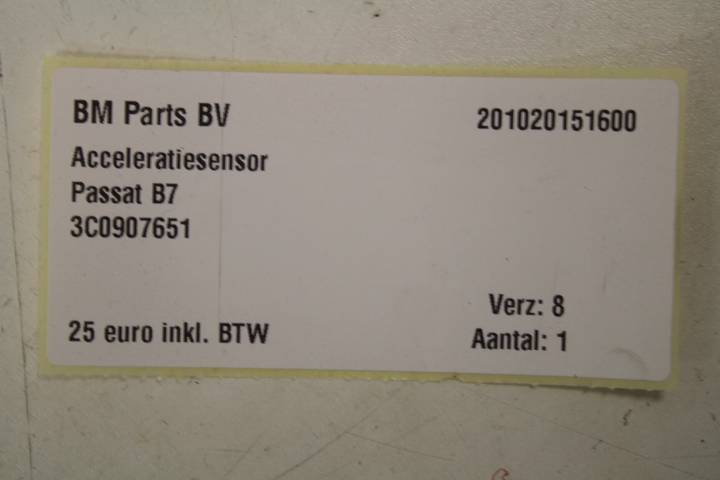 BM Parts BV
201020151600
Acceleratiesensor
Passat B7
3C0907651
Verz: 8
25 euro inkl. BTW
Aantal: 1